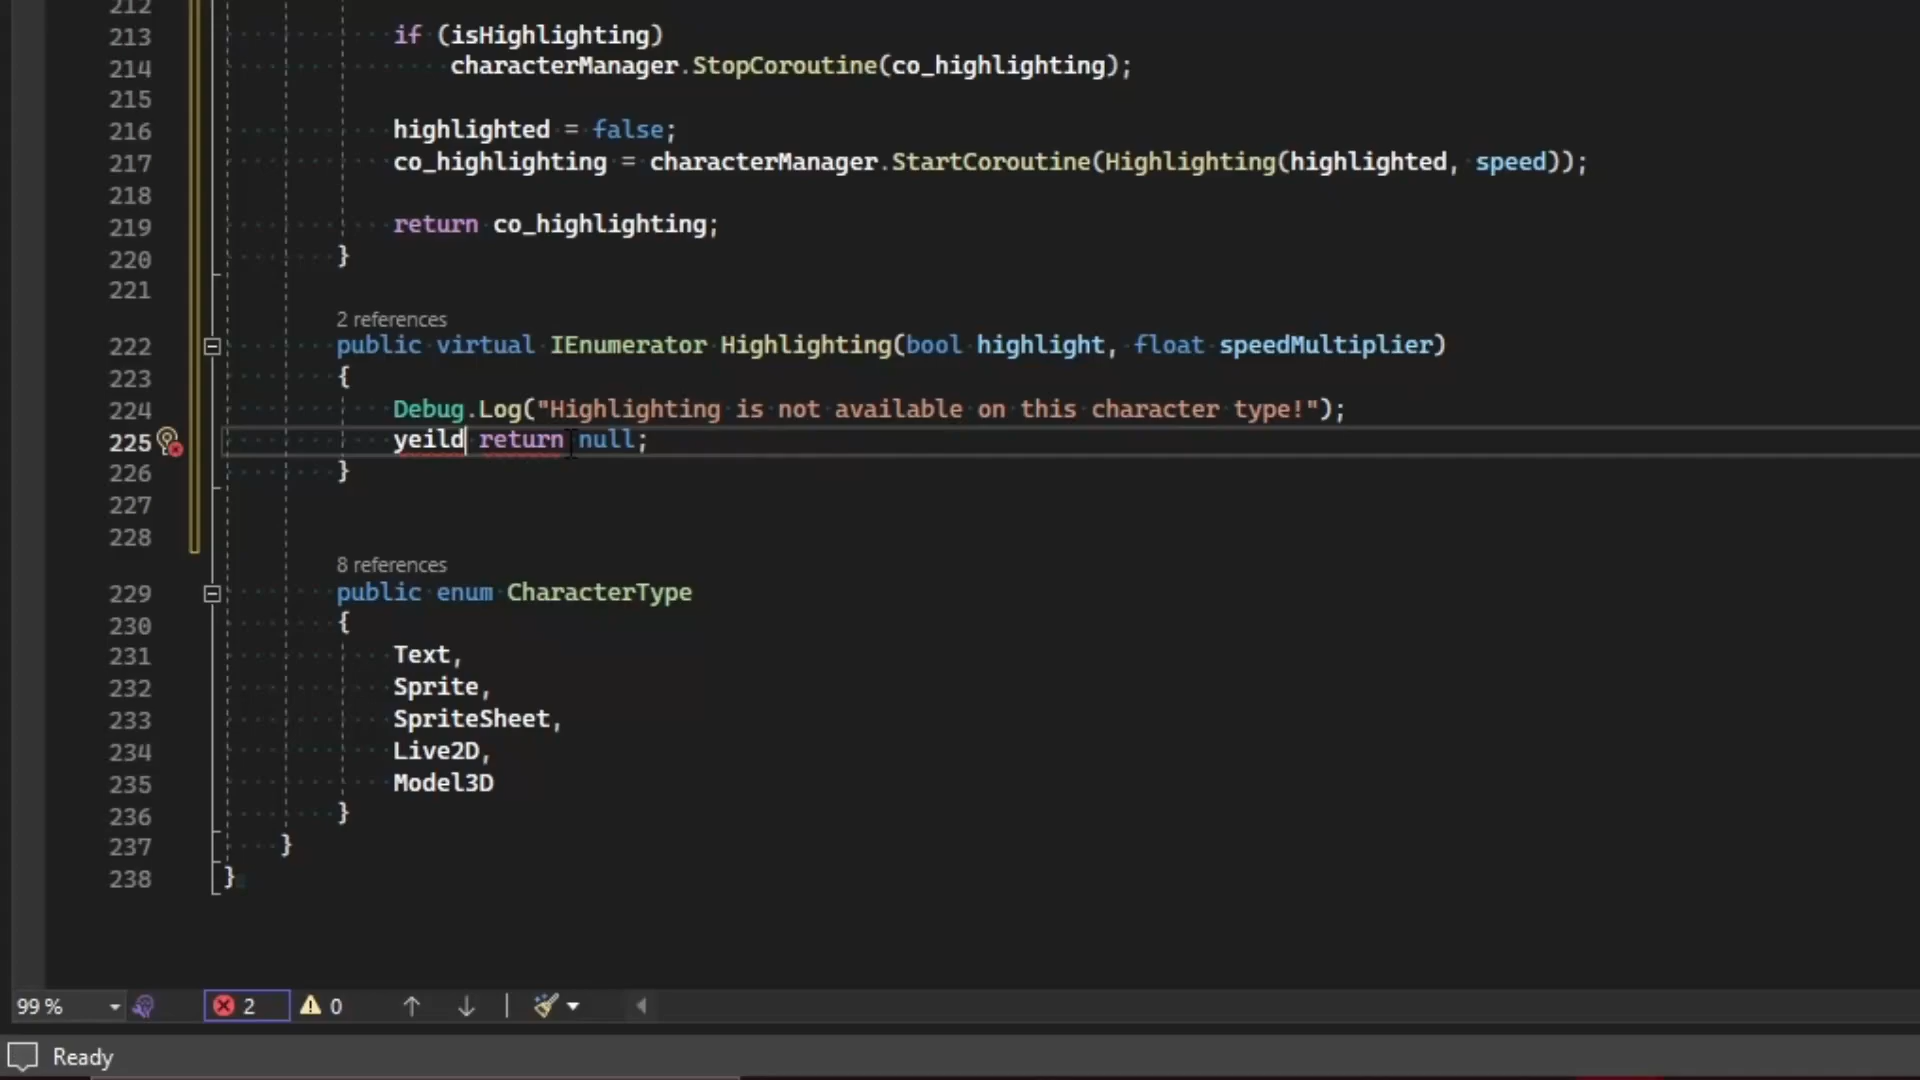 212
213 if (isHighlighting)
214 characterManager.StopCoroutine(co_highlighting);
215
216 highlighted = false;
217 co_highlighting = characterManager.StartCoroutine(Highlighting(highlighted, speed));
218
219 return co_highlighting;
220 }
221
2 references
222 public virtual IEnumerator Highlighting(bool highlight, float speedMultiplier)
223 {
224 Debug.Log("Highlighting is not available on this character type!");
225 yeild return null;
226 }
227
228
8 references
229 public enum CharacterType
230 {
231 Text,
232 Sprite,
233 SpriteSheet,
234 Live2D,
235 Model3D
236 }
237 }
238 }
99 % 2 0
Ready